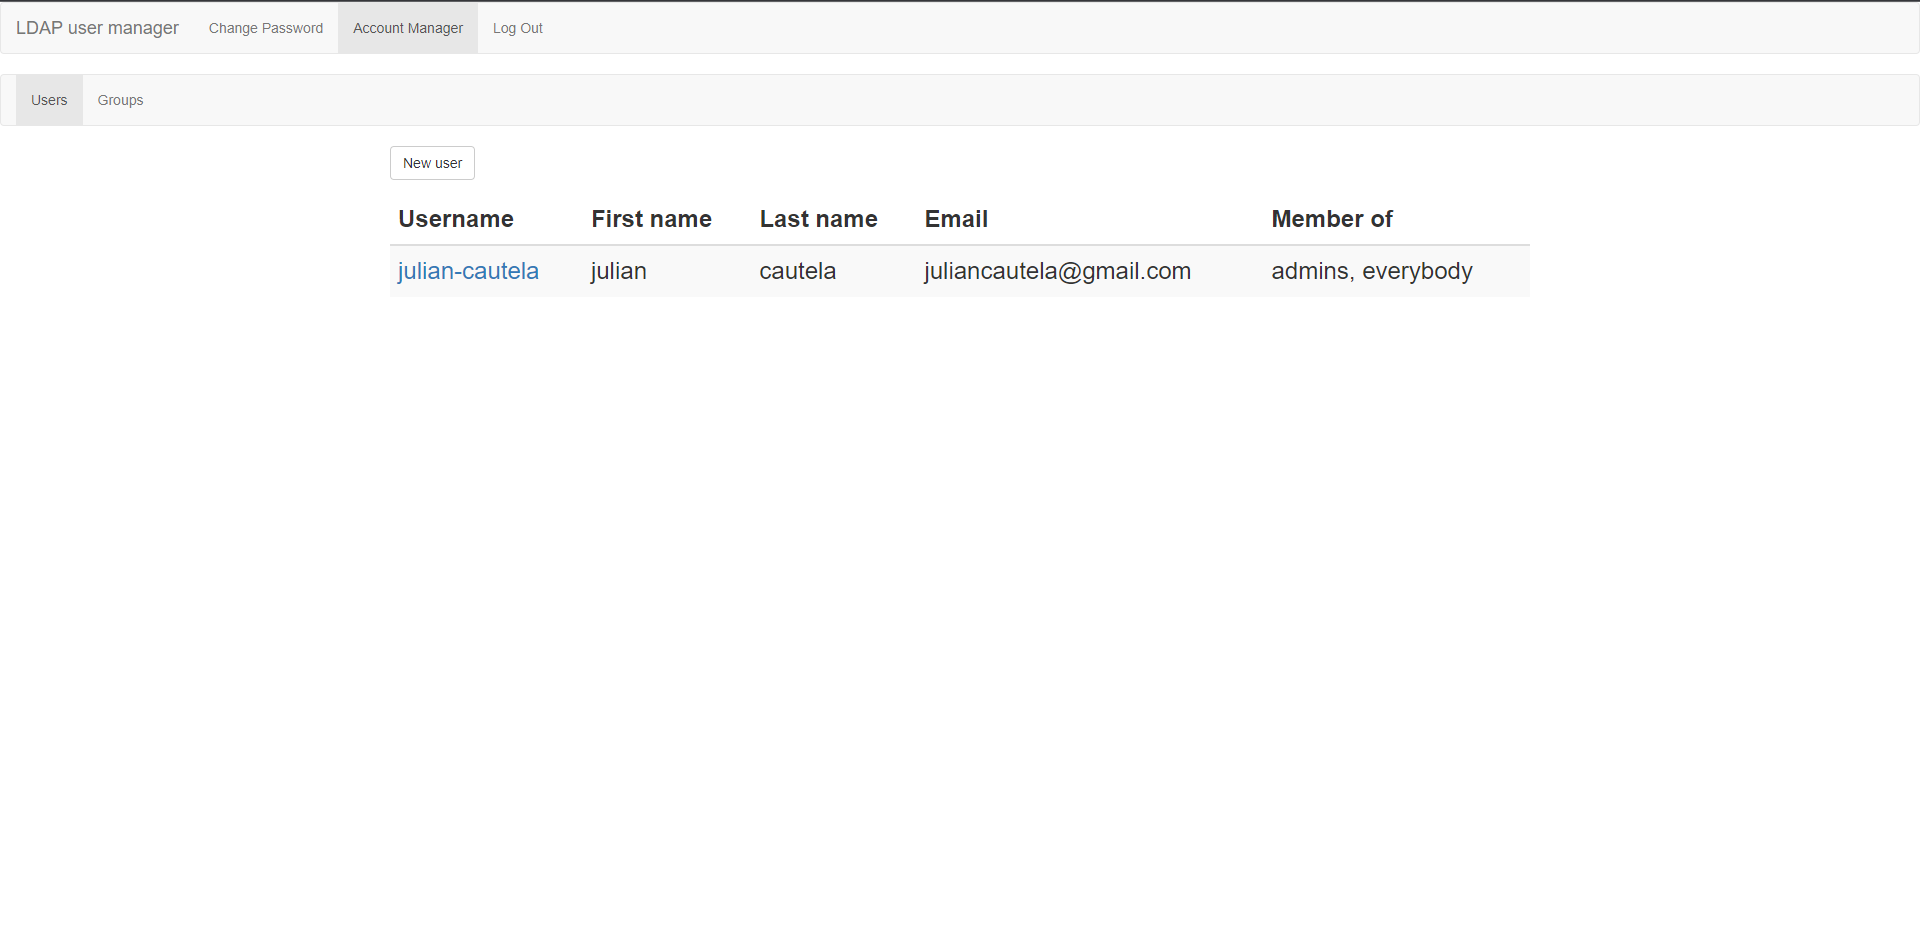 LDAP user manager Change Password Account Manager Log Out
Users Groups
New user
Username First name Last name Email Member of
julian-cautela julian cautela juliancautela@gmail.com admins, everybody